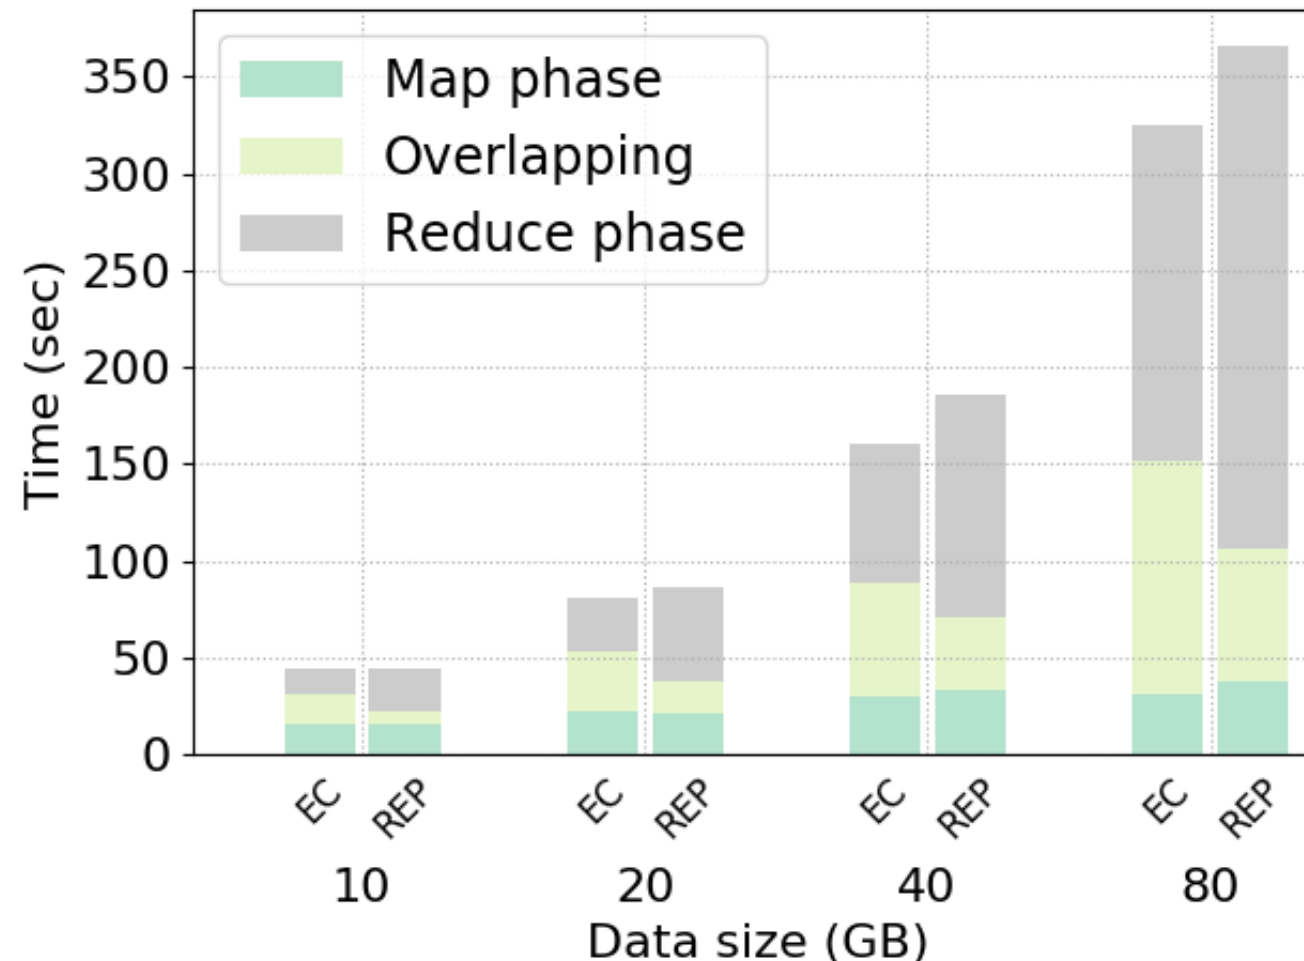 Map phase
Overlapping
Reduce phase
Time (sec)
350
300
250
200
150
100
50
0
EC REP EC REP EC REP EC REP
10 20 40 80
Data size (GB)